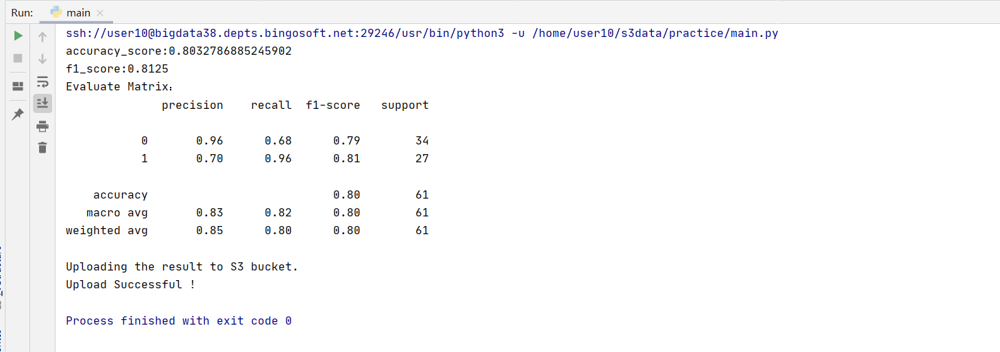 Run: main
ssh://user10@bigdata38.depts.bingosoft.net:29246/usr/bin/python3 -u /home/user10/s3data/practice/main.py
accuracy_score:0.8032786885245902
f1_score:0.8125
Evaluate Matrix：
precision recall f1-score support
0 0.96 0.68 0.79 34
1 0.70 0.96 0.81 27
accuracy 0.80 61
macro avg 0.83 0.82 0.80 61
weighted avg 0.85 0.80 0.80 61
Uploading the result to S3 bucket.
Upload Successful !
Process finished with exit code 0